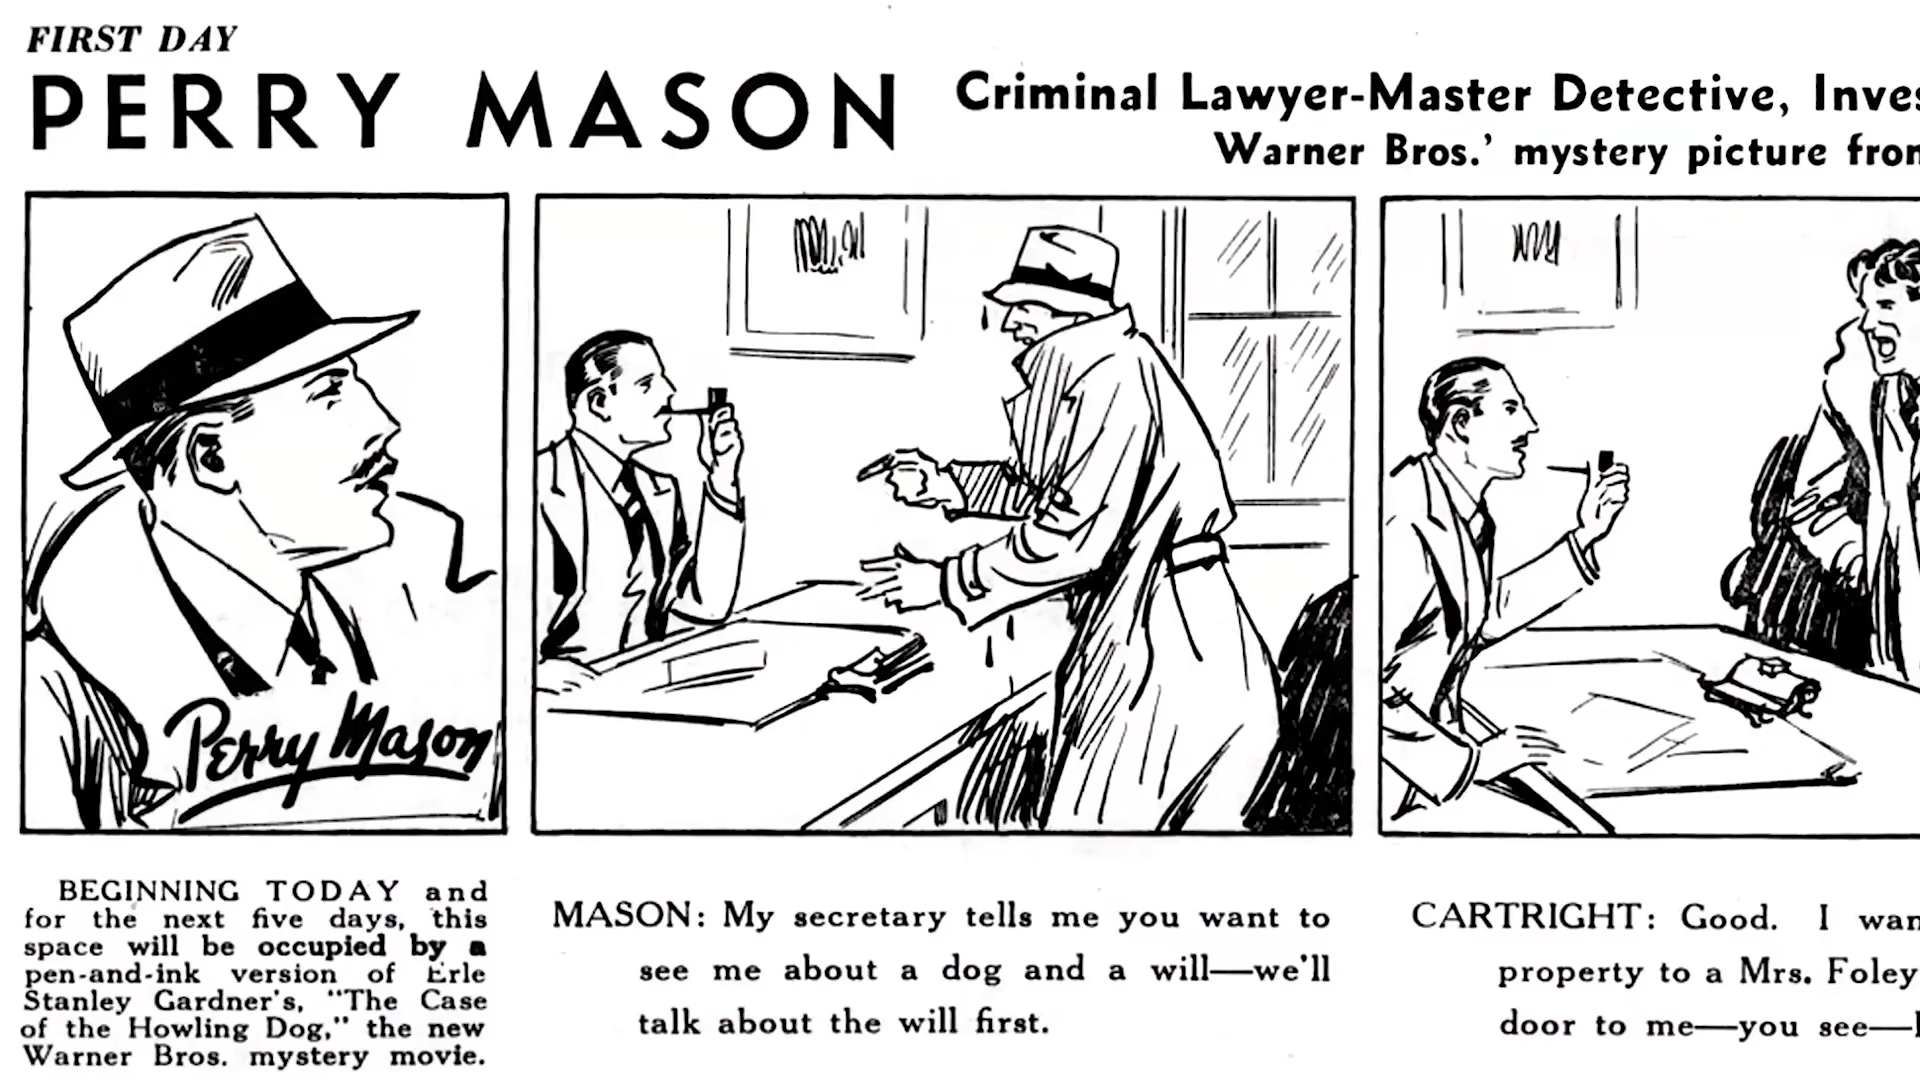 FIRST DAY
PERRY MASON
Criminal Lawyer-Master Detective,
Warner Bros.' mystery picture
Perry Mason
BEGINNING TODAY and
for the next five days, this
space will be occupied by a
pen-and-ink version of Erle
Stanley Gardner's, "The Case
of the Howling Dog," the new
Warner Bros. mystery movie.
MASON: My secretary tells me you want to
see me about a dog and a will—we'll
talk about the will first.
CARTRIGHT: Good. I
property to a Mrs. Foley
door to me—you see—